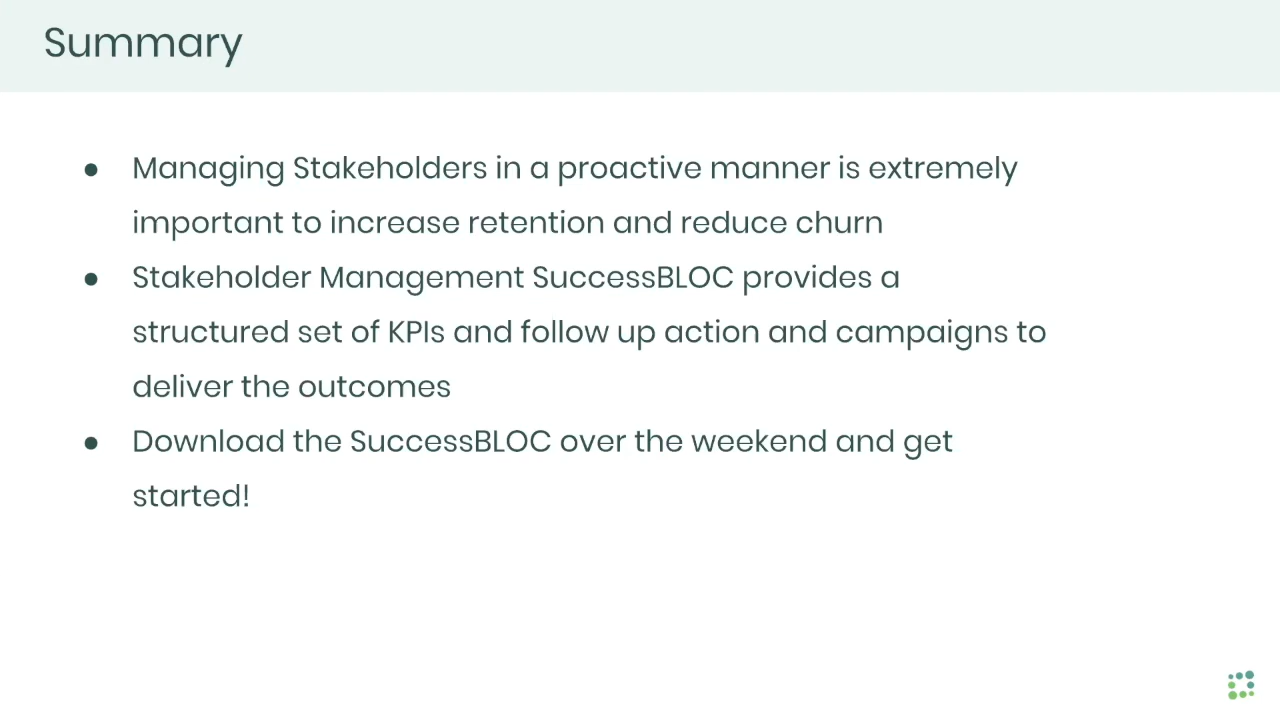 Summary
● Managing Stakeholders in a proactive manner is extremely
important to increase retention and reduce churn
● Stakeholder Management SuccessBLOC provides a
structured set of KPIs and follow up action and campaigns to
deliver the outcomes
● Download the SuccessBLOC over the weekend and get
started!